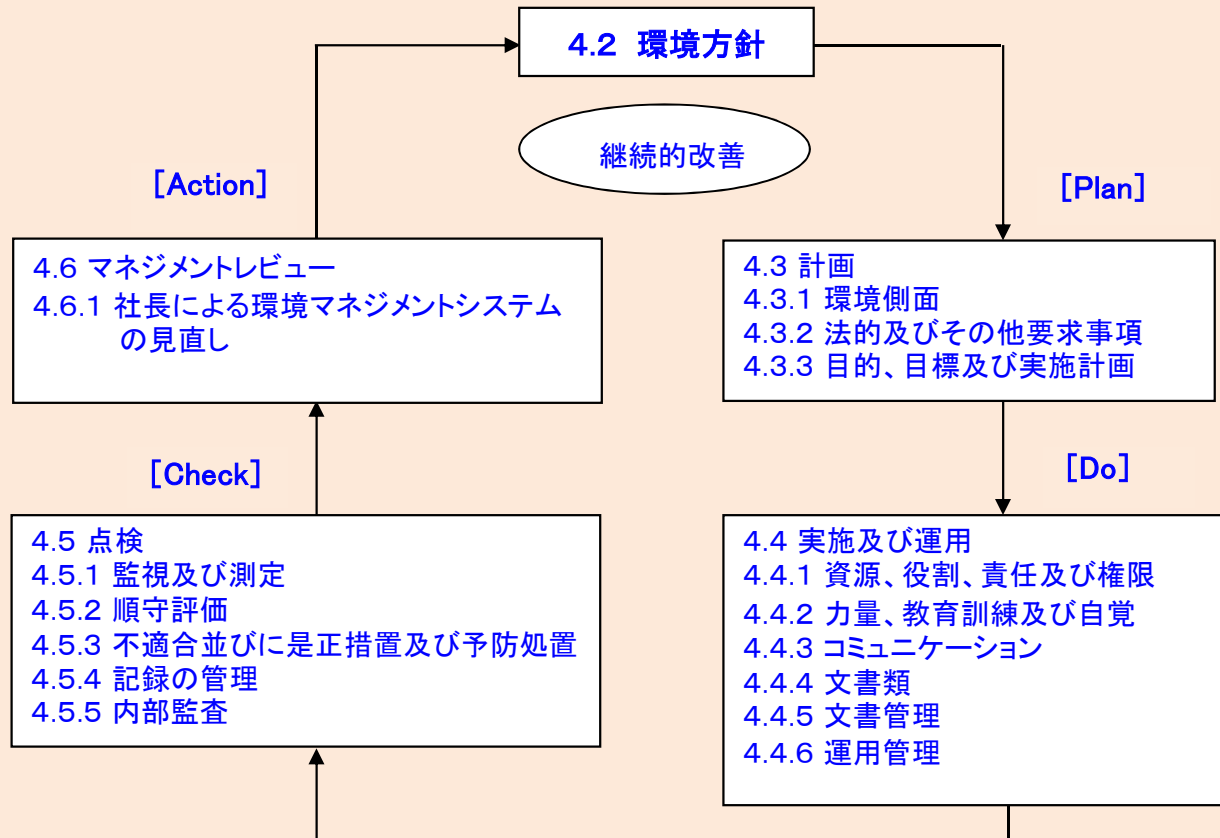 4.2 環境方針
継続的改善
[Action]
[Plan]
4.6 マネジメントレビュー
4.6.1 社長による環境マネジメントシステム
の見直し
4.3 計画
4.3.1 環境側面
4.3.2 法的及びその他要求事項
4.3.3 目的、目標及び実施計画
[Check]
[Do]
4.5 点検
4.5.1 監視及び測定
4.5.2 順守評価
4.5.3 不適合並びに是正措置及び予防処置
4.5.4 記録の管理
4.5.5 内部監査
4.4 実施及び運用
4.4.1 資源、役割、責任及び権限
4.4.2 力量、教育訓練及び自覚
4.4.3 コミュニケーション
4.4.4 文書類
4.4.5 文書管理
4.4.6 運用管理